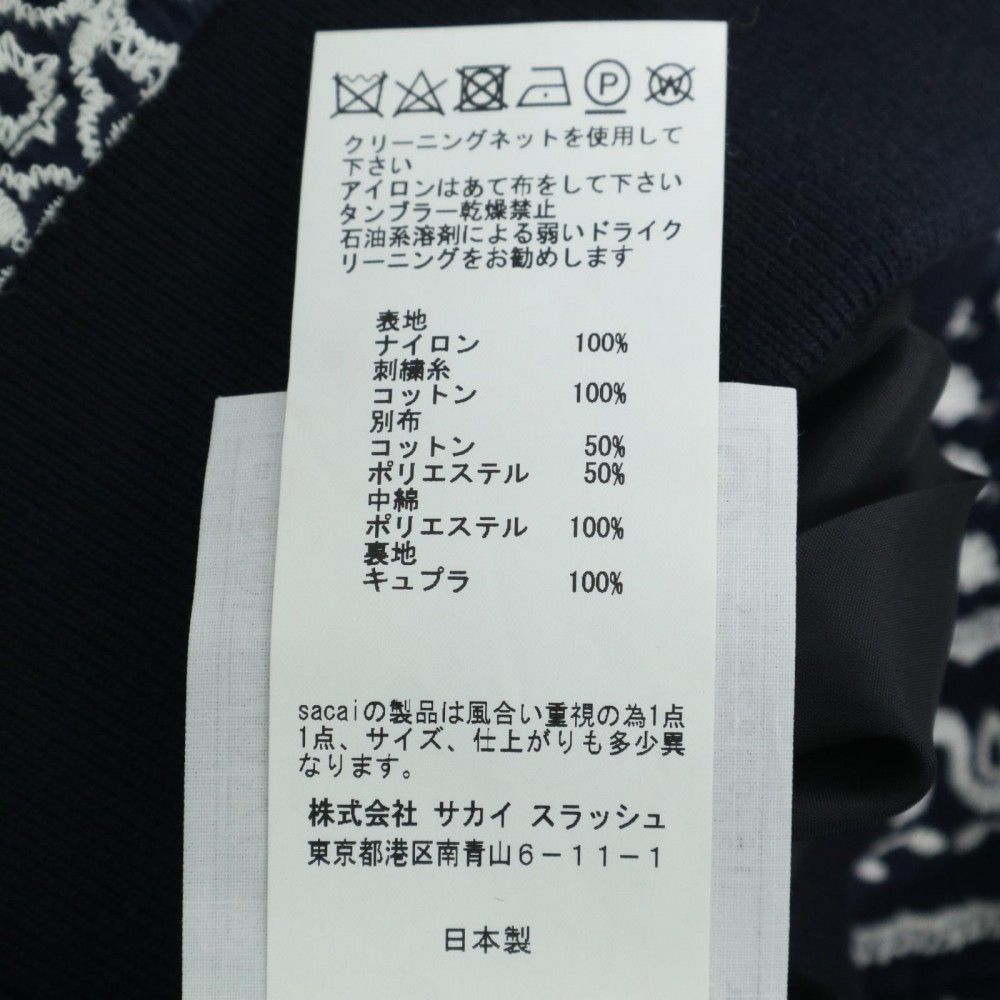 P W
クリーニングネットを使用して
下さい
アイロンはあて布をして下さい
タンブラー乾燥禁止
石油系溶剤による弱いドライク
リーニングをお勧めします
表地
ナイロン 100%
刺繍糸
コットン 100%
別布
コットン 50%
ポリエステル 50%
中綿
ポリエステル 100%
裏地
キュプラ 100%
sacaiの製品は風合い重視の為1点
1点、サイズ、仕上がりも多少異
なります。
株式会社 サカイ スラッシュ
東京都港区南青山6-11-1
日本製